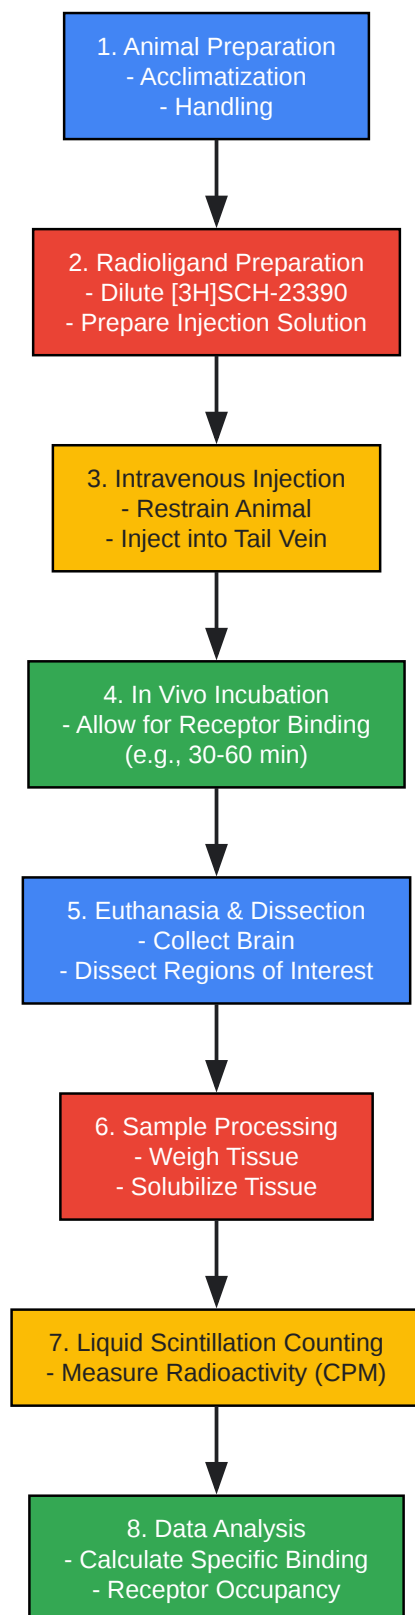 1. Animal Preparation
- Acclimatization
- Handling
2. Radioligand Preparation
- Dilute [3H]SCH-23390
- Prepare Injection Solution
3. Intravenous Injection
- Restrain Animal
- Inject into Tail Vein
4. In Vivo Incubation
- Allow for Receptor Binding
(e.g., 30-60 min)
5. Euthanasia & Dissection
- Collect Brain
- Dissect Regions of Interest
6. Sample Processing
- Weigh Tissue
- Solubilize Tissue
7. Liquid Scintillation Counting
- Measure Radioactivity (CPM)
8. Data Analysis
- Calculate Specific Binding
- Receptor Occupancy